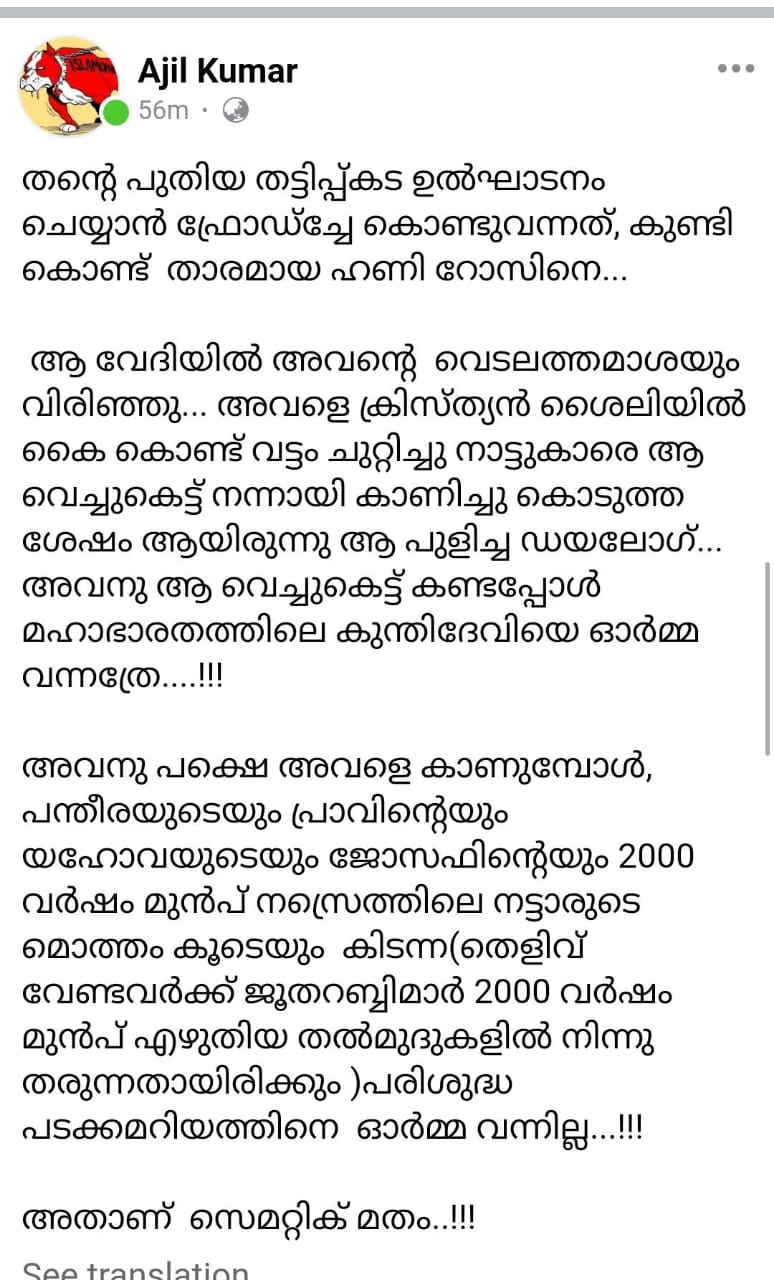 ISLAMOPH
Ajil Kumar
56m ·
തന്റെ പുതിയ തട്ടിപ്പ്കട ഉൽഘാടനം
ചെയ്യാൻ ഫ്രോഡ്ച്ചേ കൊണ്ടുവന്നത്, കുണ്ടി
കൊണ്ട്  താരമായ ഹണി റോസിനെ...
ആ വേദിയിൽ അവന്റെ  വെടലത്തമാശയും
വിരിഞ്ഞു... അവളെ ക്രിസ്ത്യൻ ശൈലിയിൽ
കൈ കൊണ്ട് വട്ടം ചുറ്റിച്ചു നാട്ടുകാരെ ആ
വെച്ചുകെട്ട് നന്നായി കാണിച്ചു കൊടുത്ത
ശേഷം ആയിരുന്നു ആ പുളിച്ച ഡയലോഗ്...
അവനു ആ വെച്ചുകെട്ട് കണ്ടപ്പോൾ
മഹാഭാരതത്തിലെ കുന്തിദേവിയെ ഓർമ്മ
വന്നത്രേ....!!!
അവനു പക്ഷെ അവളെ കാണുമ്പോൾ,
പന്തീരയുടെയും പ്രാവിന്റെയും
യഹോവയുടെയും ജോസഫിന്റെയും 2000
വർഷം മുൻപ് നസ്രെത്തിലെ നട്ടാരുടെ
മൊത്തം കൂടെയും  കിടന്ന(തെളിവ്
വേണ്ടവർക്ക് ജൂതറബ്ബിമാർ 2000 വർഷം
മുൻപ് എഴുതിയ തൽമുദുകളിൽ നിന്നു
തരുന്നതായിരിക്കും )പരിശുദ്ധ
പടക്കമറിയത്തിനെ  ഓർമ്മ വന്നില്ല...!!!
അതാണ്  സെമറ്റിക് മതം..!!!
See translation